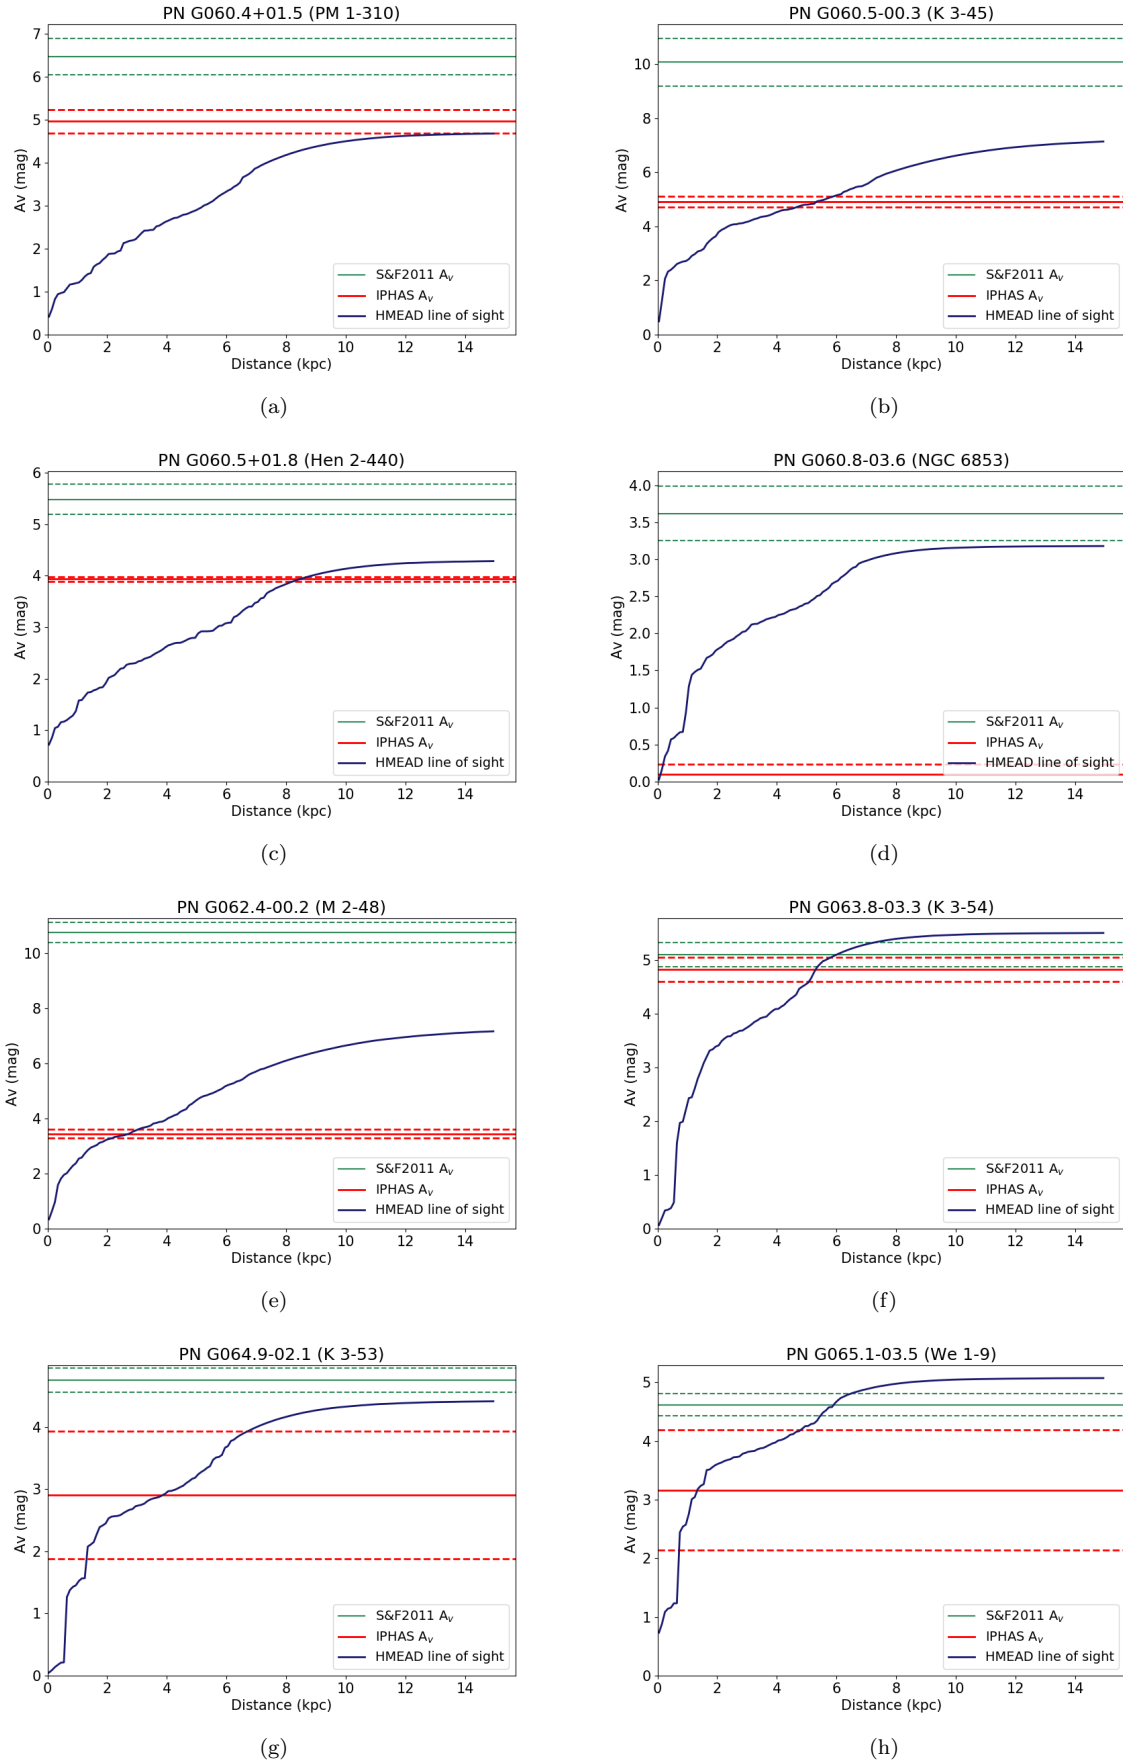 PN G060.4+01.5 (PM 1-310)
7
6
5
4
3
2
1
0
Av (mag)
S&F2011 Aᵥ
IPHAS Aᵥ
HMEAD line of sight
0 2 4 6 8 10 12 14
Distance (kpc)
(a)
PN G060.5-00.3 (K 3-45)
10
8
6
4
2
0
Av (mag)
S&F2011 Aᵥ
IPHAS Aᵥ
HMEAD line of sight
0 2 4 6 8 10 12 14
Distance (kpc)
(b)
PN G060.5+01.8 (Hen 2-440)
6
5
4
3
2
1
0
Av (mag)
S&F2011 Aᵥ
IPHAS Aᵥ
HMEAD line of sight
0 2 4 6 8 10 12 14
Distance (kpc)
(c)
PN G060.8-03.6 (NGC 6853)
4.0
3.5
3.0
2.5
2.0
1.5
1.0
0.5
0.0
Av (mag)
S&F2011 Aᵥ
IPHAS Aᵥ
HMEAD line of sight
0 2 4 6 8 10 12 14
Distance (kpc)
(d)
PN G062.4-00.2 (M 2-48)
10
8
6
4
2
0
Av (mag)
S&F2011 Aᵥ
IPHAS Aᵥ
HMEAD line of sight
0 2 4 6 8 10 12 14
Distance (kpc)
(e)
PN G063.8-03.3 (K 3-54)
5
4
3
2
1
0
Av (mag)
S&F2011 Aᵥ
IPHAS Aᵥ
HMEAD line of sight
0 2 4 6 8 10 12 14
Distance (kpc)
(f)
PN G064.9-02.1 (K 3-53)
4
3
2
1
0
Av (mag)
S&F2011 Aᵥ
IPHAS Aᵥ
HMEAD line of sight
0 2 4 6 8 10 12 14
Distance (kpc)
(g)
PN G065.1-03.5 (We 1-9)
5
4
3
2
1
0
Av (mag)
S&F2011 Aᵥ
IPHAS Aᵥ
HMEAD line of sight
0 2 4 6 8 10 12 14
Distance (kpc)
(h)